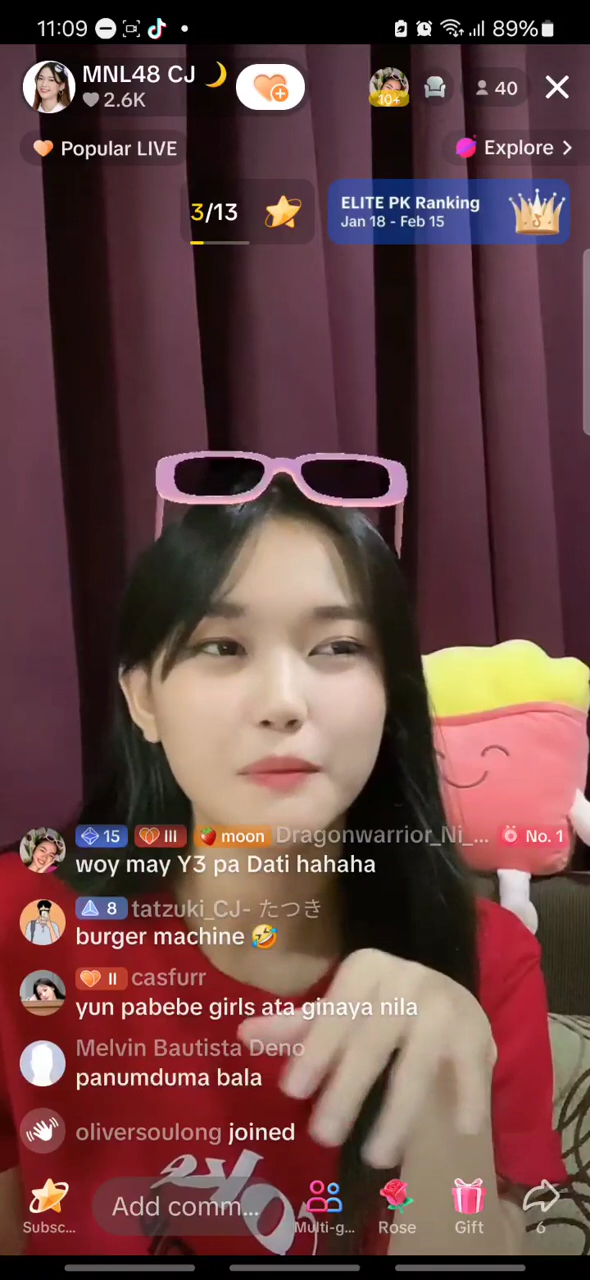 11:09
89%
MNL48 CJ 🌙
2.6K
10+
40
Popular LIVE
Explore >
3/13
ELITE PK Ranking
Jan 18 - Feb 15
15 III moon Dragonwarrior_Ni_... No. 1
woy may Y3 pa Dati hahaha
8 tatzuki_CJ- たつき
burger machine 🤣
II casfurr
yun pabebe girls ata ginaya nila
Melvin Bautista Deno
panumduma bala
oliversoulong joined
Add comm...
Subsc...
Multi-g...
Rose
Gift
6